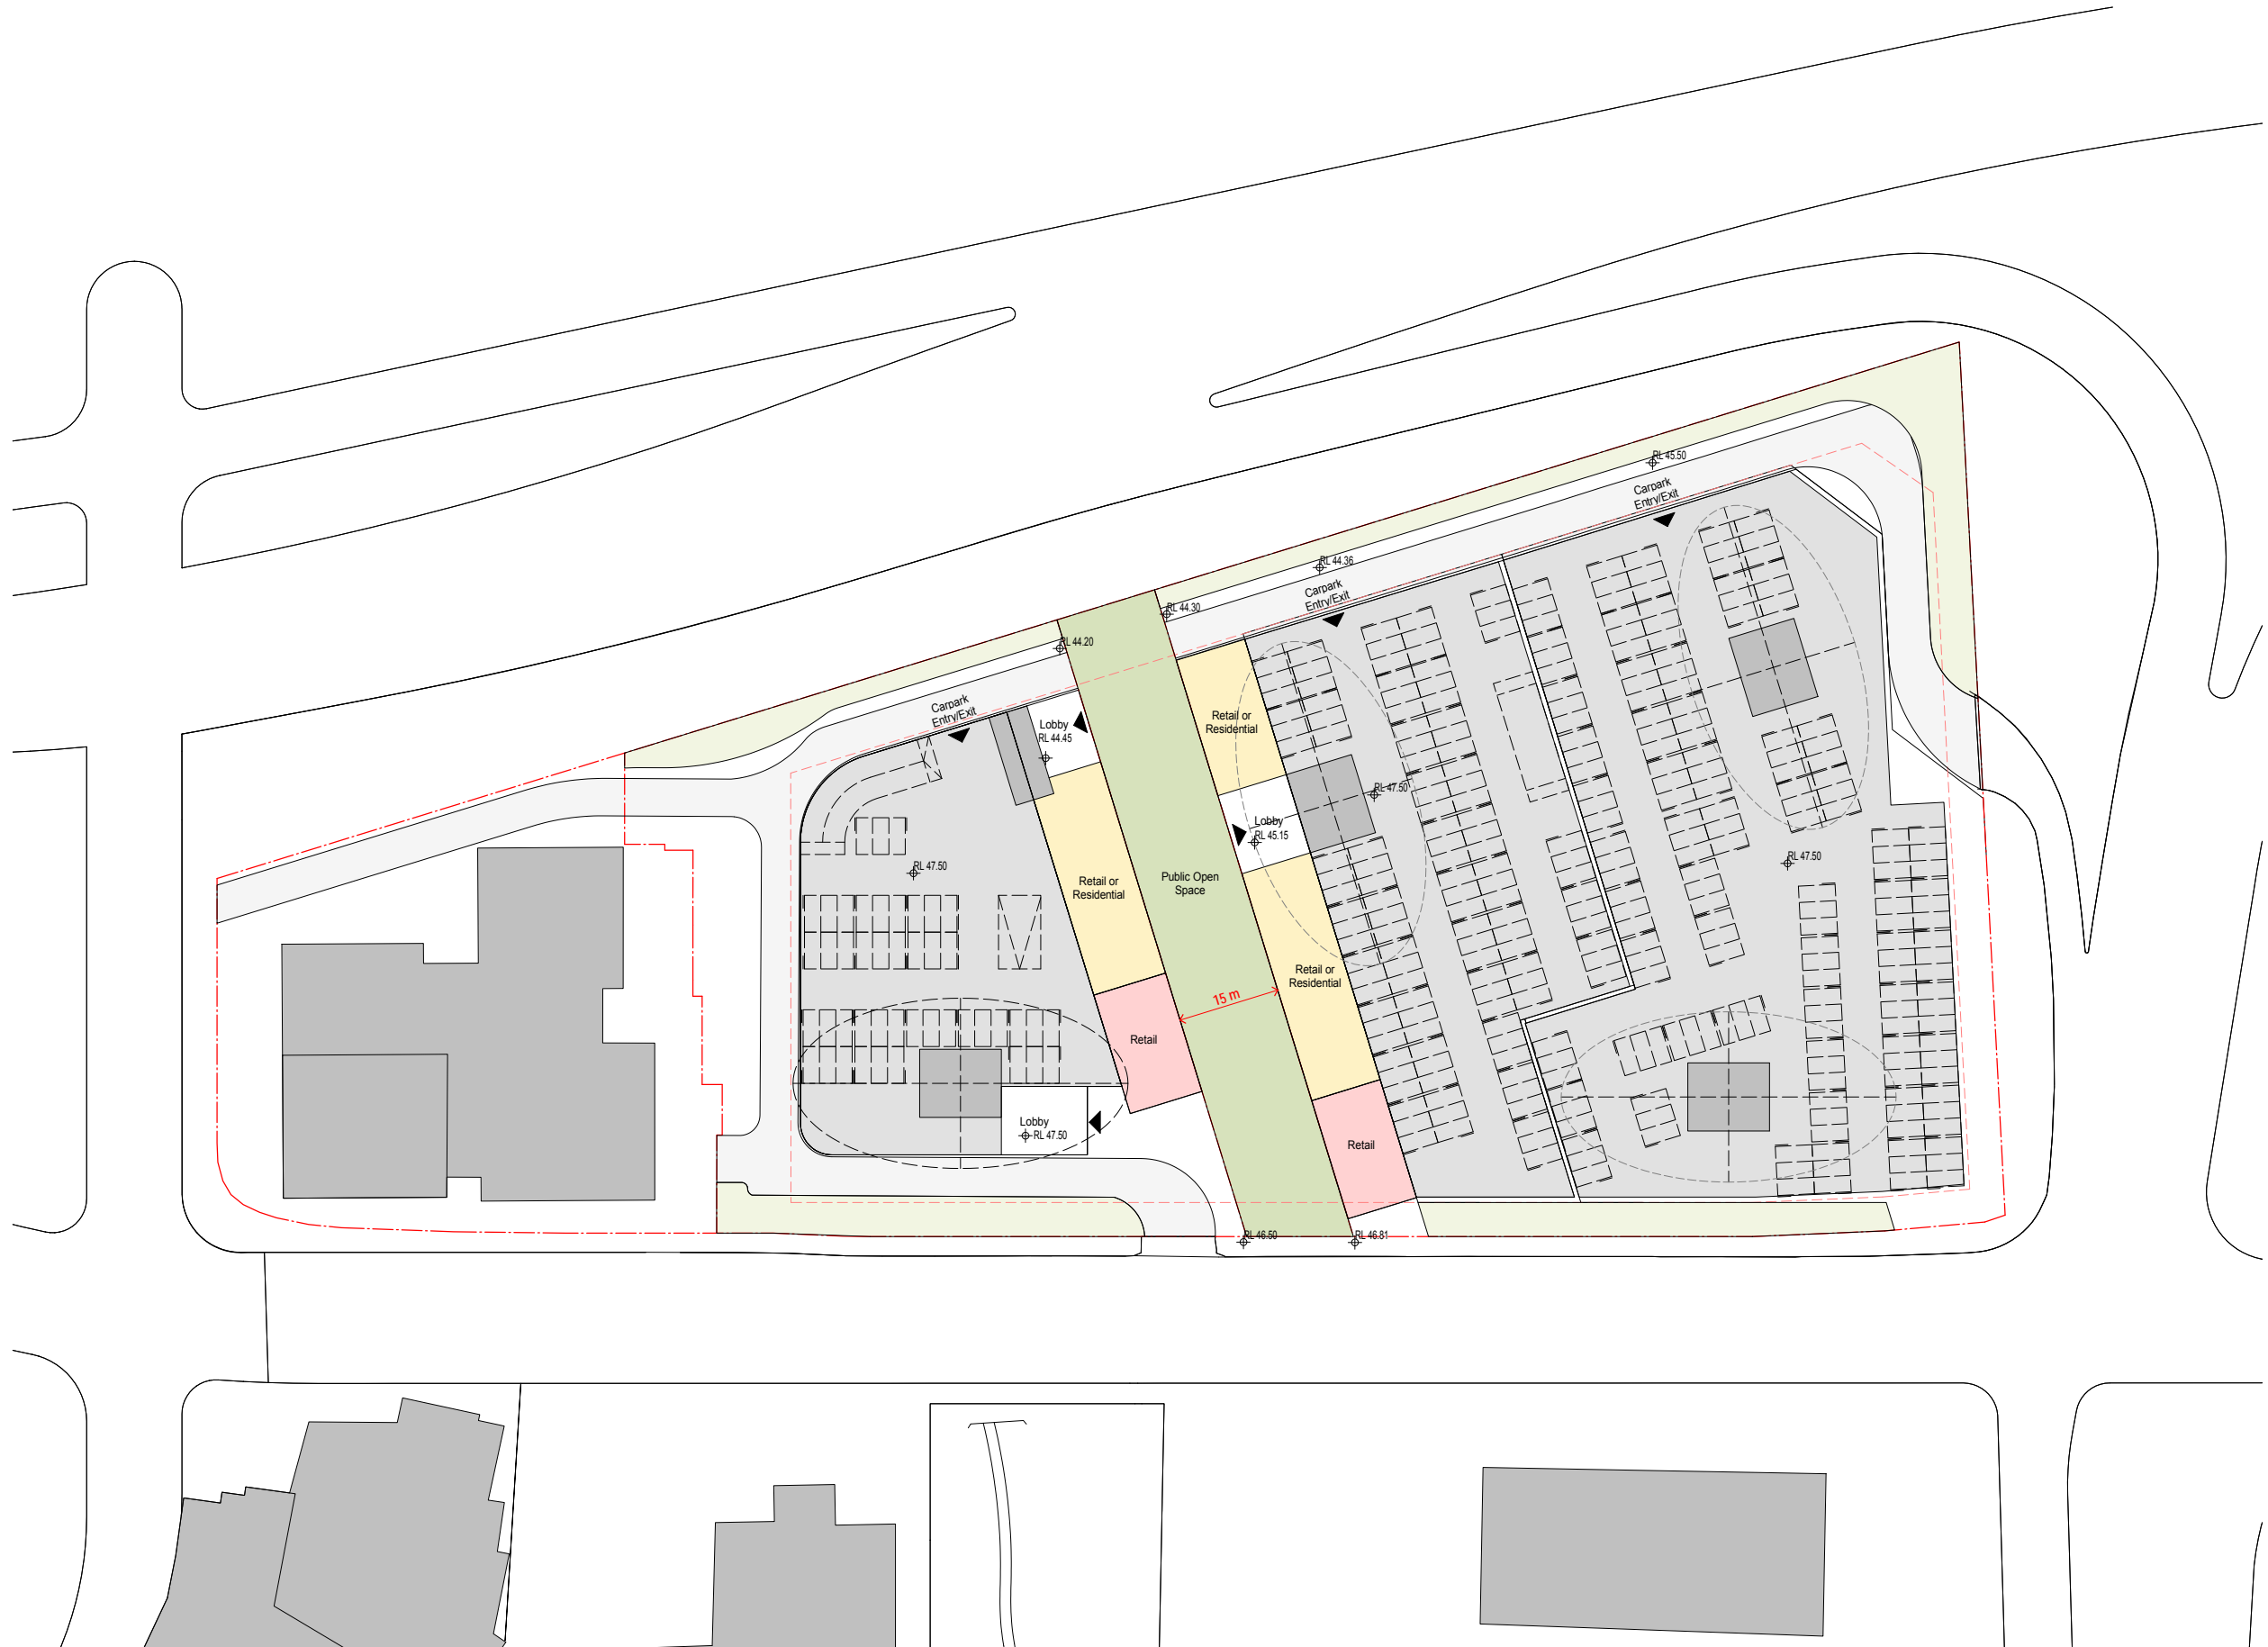 RL 45.50
Carpark
Entry/Exit
RL 44.36
Carpark
Entry/Exit
RL 44.30
RL 44.20
Carpark
Entry/Exit
Lobby
RL 44.45
Retail or
Residential
RL 47.50
Lobby
RL 45.15
RL 47.50
RL 47.50
Retail or
Residential
Public Open
Space
Retail or
Residential
15 m
Retail
Lobby
RL 47.50
Retail
RL 46.50
RL 46.81